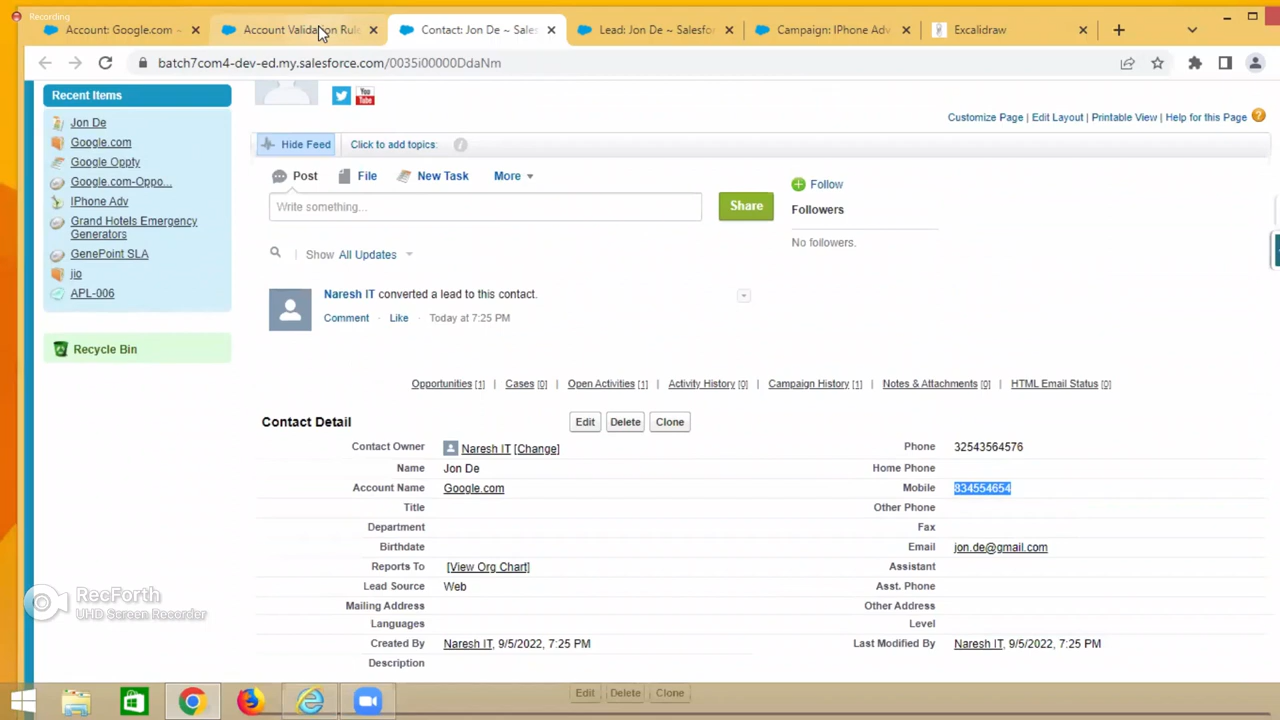 Recording
Account: Google.com ~
Account Validation Rule
Contact: Jon De ~ Sales
Lead: Jon De ~ Salesfor
Campaign: IPhone Adv
Excalidraw
batch7com4-dev-ed.my.salesforce.com/0035i00000DdaNm
Recent Items
Jon De
Google.com
Google Oppty
Google.com-Oppo...
IPhone Adv
Grand Hotels Emergency
Generators
GenePoint SLA
jio
APL-006
Recycle Bin
You
Tube
Customize Page | Edit Layout | Printable View | Help for this Page
Hide Feed
Click to add topics:
Post
File
New Task
More
Write something...
Share
Follow
Followers
No followers.
Show All Updates
Naresh IT converted a lead to this contact.
Comment · Like · Today at 7:25 PM
Opportunities [1] | Cases [0] | Open Activities [1] | Activity History [0] | Campaign History [1] | Notes & Attachments [0] | HTML Email Status [0]
Contact Detail
Edit
Delete
Clone
Contact Owner Naresh IT [Change] Phone 32543564576
Name Jon De Home Phone
Account Name Google.com Mobile 834554654
Title Other Phone
Department Fax
Birthdate Email jon.de@gmail.com
Reports To [View Org Chart] Assistant
Lead Source Web Asst. Phone
Mailing Address Other Address
Languages Level
Created By Naresh IT, 9/5/2022, 7:25 PM Last Modified By Naresh IT, 9/5/2022, 7:25 PM
Description
Edit
Delete
Clone
RecForth
UHD Screen Recorder